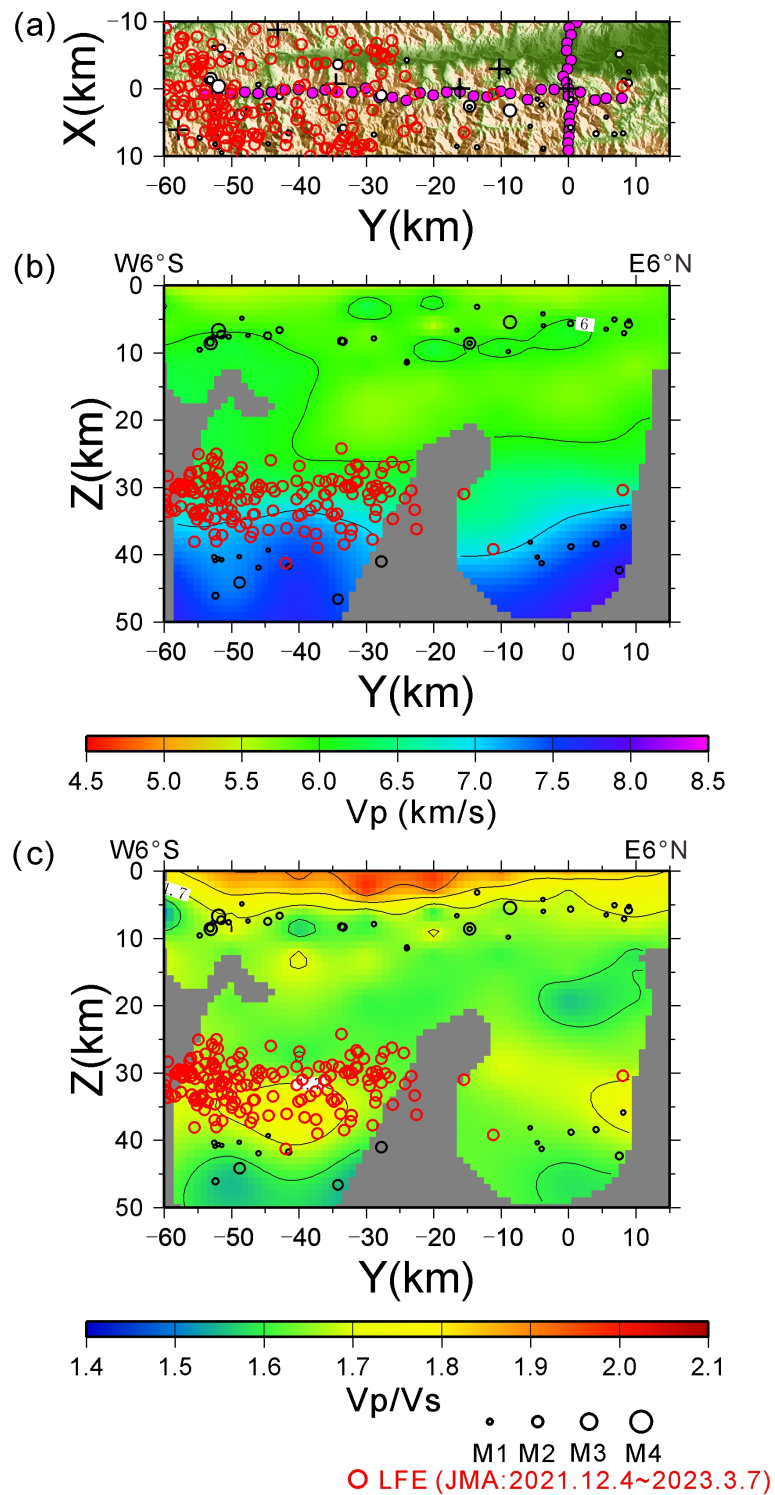 (a)
−10
0
10
X(km)
−60 −50 −40 −30 −20 −10 0 10
Y(km)
(b)
W6°S E6°N
0
10
20
30
40
50
Z(km)
6
−60 −50 −40 −30 −20 −10 0 10
Y(km)
4.5 5.0 5.5 6.0 6.5 7.0 7.5 8.0 8.5
Vp (km/s)
(c)
W6°S E6°N
0
10
20
30
40
50
Z(km)
1.7
−60 −50 −40 −30 −20 −10 0 10
Y(km)
1.4 1.5 1.6 1.7 1.8 1.9 2.0 2.1
Vp/Vs
M1 M2 M3 M4
LFE (JMA:2021.12.4~2023.3.7)